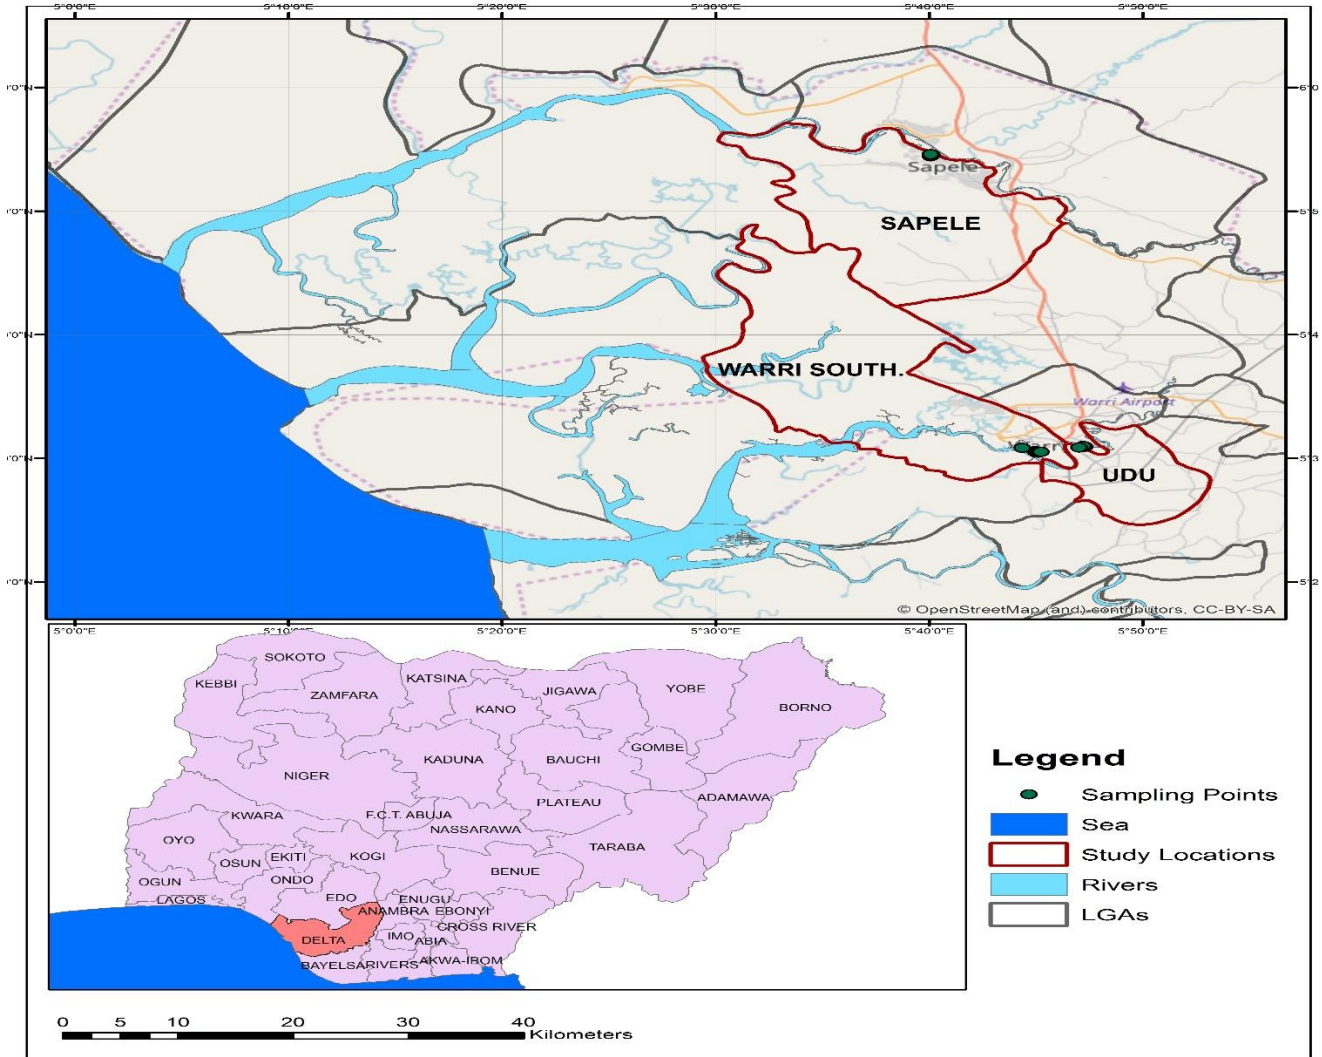 5°0'0"E 5°10'0"E 5°20'0"E 5°30'0"E 5°40'0"E 5°50'0"E
Sapele
SAPELE
WARRI SOUTH.
Warri Airport
UDU
© OpenStreetMap (and) contributors, CC-BY-SA
5°0'0"E 5°10'0"E 5°20'0"E 5°30'0"E 5°40'0"E 5°50'0"E
SOKOTO
KEBBI
ZAMFARA
KATSINA
KANO
JIGAWA
YOBE
BORNO
GOMBE
KADUNA
BAUCHI
NIGER
PLATEAU
ADAMAWA
KWARA
F.C.T. ABUJA
NASSARAWA
OYO
TARABA
OSUN
EKITI
KOGI
BENUE
OGUN
ONDO
LAGOS
EDO
ENUGU
ANAMBRA
EBONYI
CROSS RIVER
DELTA
IMO
ABIA
BAYELSA
RIVERS
AKWA-IBOM
Legend
Sampling Points
Sea
Study Locations
Rivers
LGAs
0 5 10 20 30 40
Kilometers